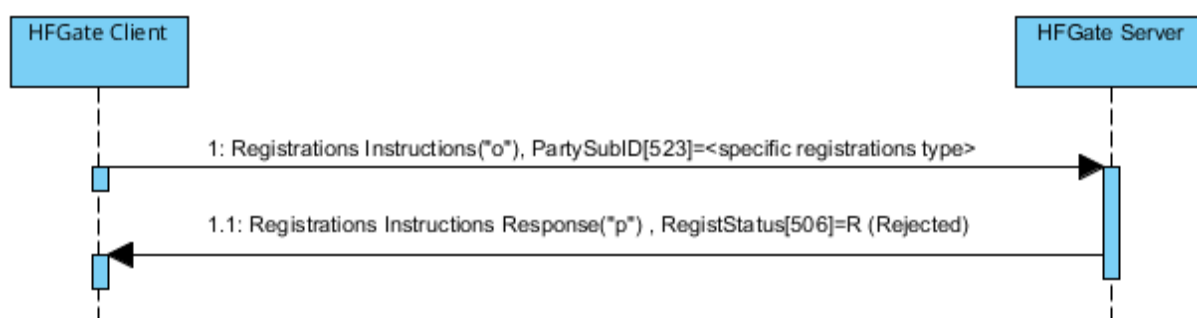 HFGate Client
HFGate Server
1: Registrations Instructions("o"), PartySubID[523]=<specific registrations type>
1.1: Registrations Instructions Response("p") , RegistStatus[506]=R (Rejected)